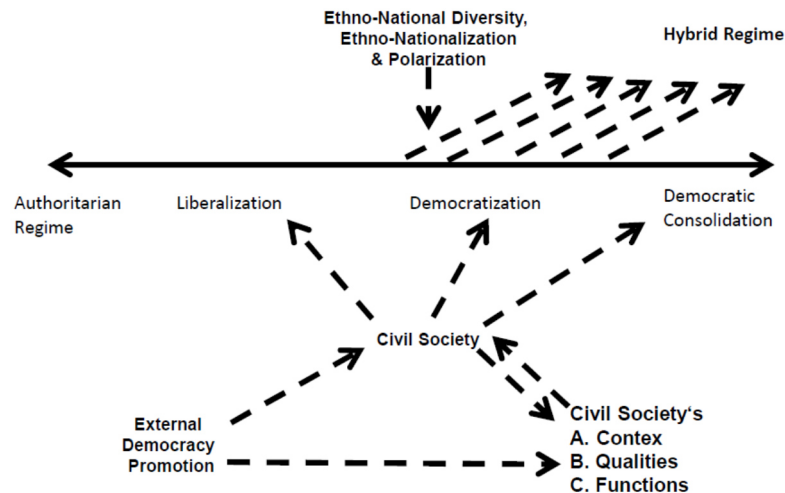 Ethno-National Diversity,
Ethno-Nationalization
& Polarization
Hybrid Regime
Authoritarian
Regime
Liberalization
Democratization
Democratic
Consolidation
Civil Society
External
Democracy
Promotion
Civil Society‘s
A. Contex
B. Qualities
C. Functions